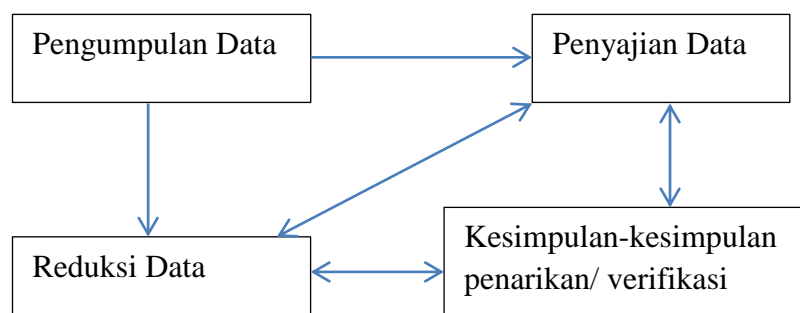 Pengumpulan Data
Penyajian Data
Reduksi Data
Kesimpulan-kesimpulan
penarikan/ verifikasi